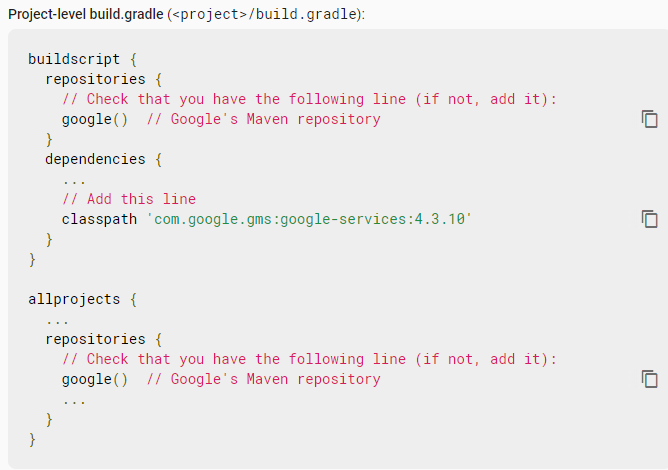 Project-level build.gradle (<project>/build.gradle):
buildscript {
  repositories {
    // Check that you have the following line (if not, add it):
    google()  // Google's Maven repository
  }
  dependencies {
    ...
    // Add this line
    classpath 'com.google.gms:google-services:4.3.10'
  }
}

allprojects {
  ...
  repositories {
    // Check that you have the following line (if not, add it):
    google()  // Google's Maven repository
    ...
  }
}